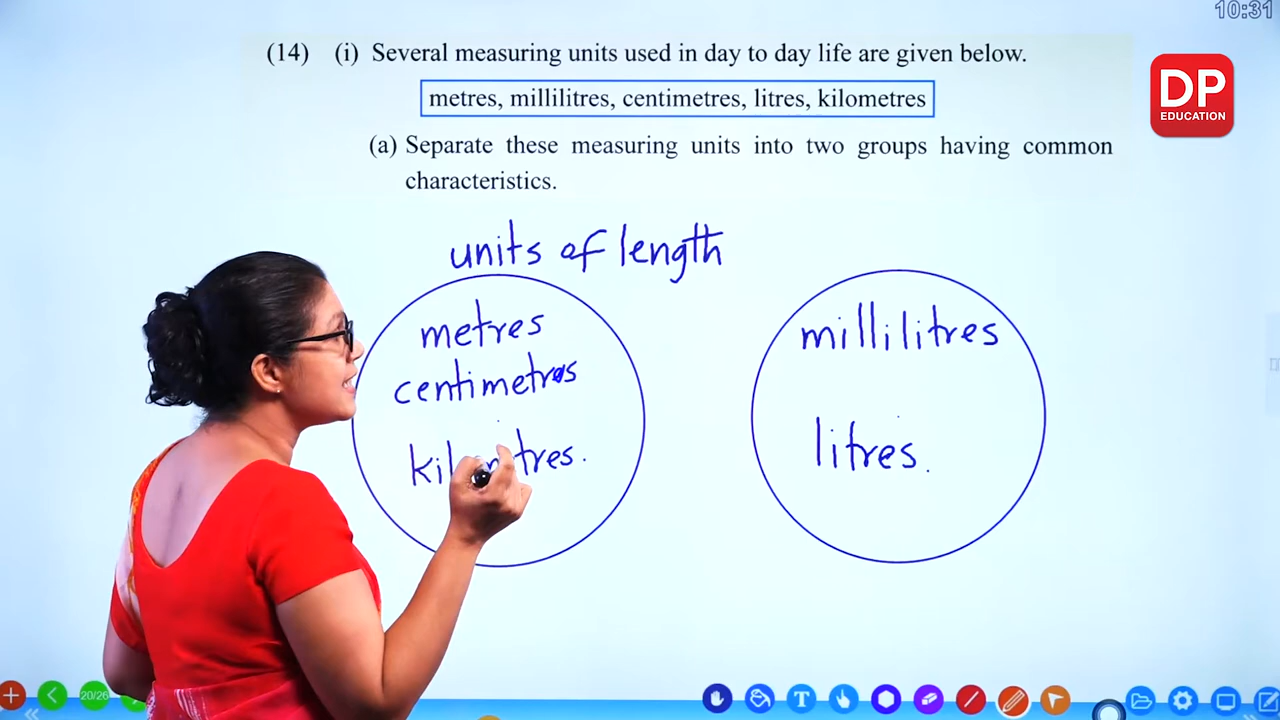 10:31
(14) (i) Several measuring units used in day to day life are given below.
metres, millilitres, centimetres, litres, kilometres
(a) Separate these measuring units into two groups having common
characteristics.
DP
EDUCATION
units of length
metres
centimetres
millilitres
litres.
20/26
T